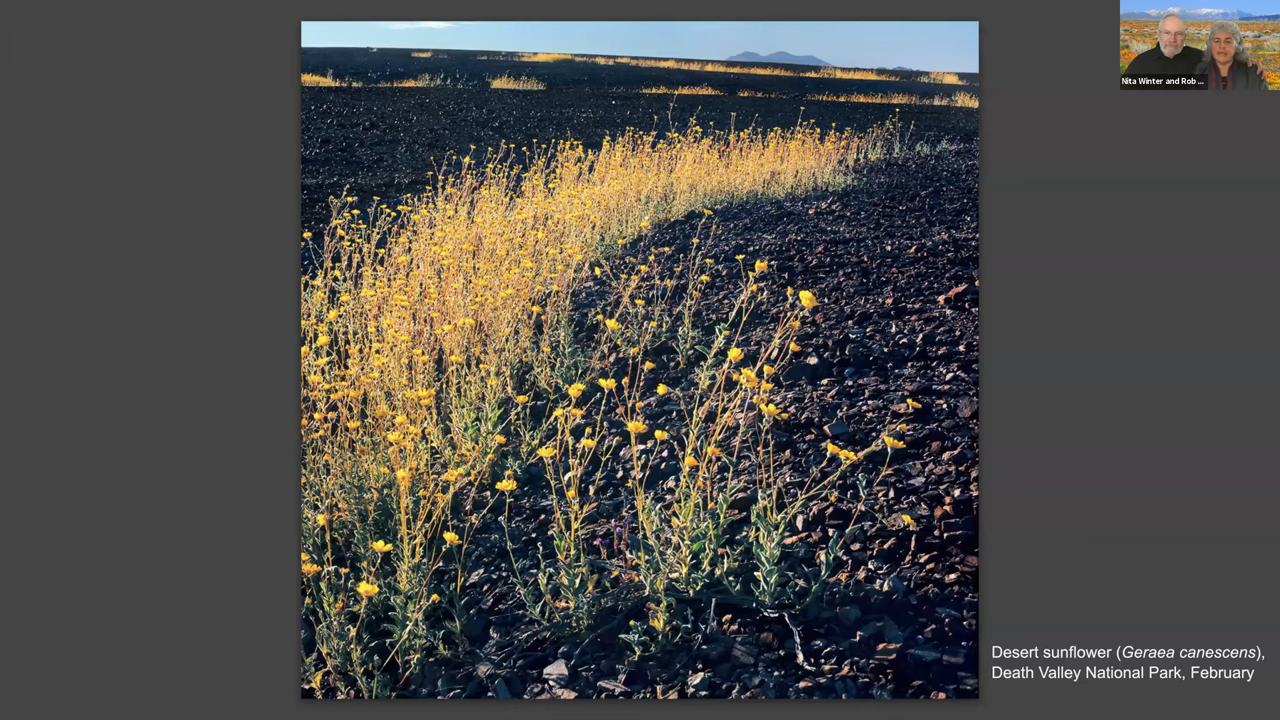 Nita Winter and Rob ...
Desert sunflower (Geraea canescens),
Death Valley National Park, February